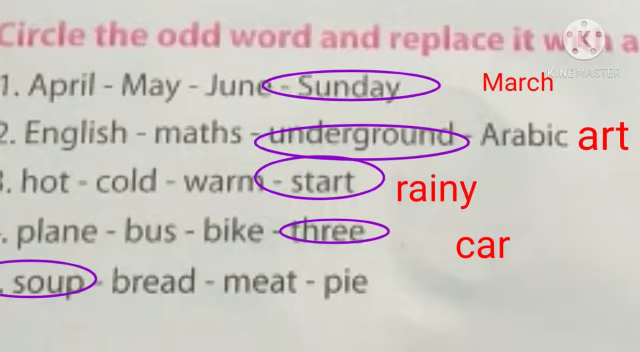 Circle the odd word and replace it with a
K
KINEMASTER
1. April - May - June - Sunday March
2. English - maths - underground - Arabic art
3. hot - cold - warm - start rainy
. plane - bus - bike - three car
. soup - bread - meat - pie